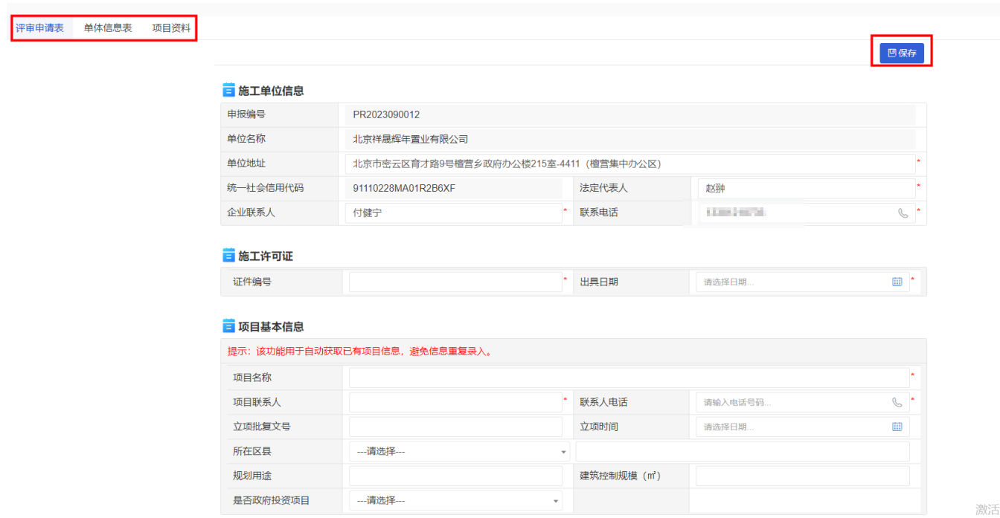 评审申请表 单体信息表 项目资料
保存
施工单位信息
申报编号 PR2023090012
单位名称 北京祥晟辉年置业有限公司
单位地址 北京市密云区育才路9号檀营乡政府办公楼215室-4411（檀营集中办公区） *
统一社会信用代码 91110228MA01R2B6XF 法定代表人 赵翀 *
企业联系人 付健宁 * 联系电话 *
施工许可证
证件编号 * 出具日期 请选择日期... *
项目基本信息
提示：该功能用于自动获取已有项目信息，避免信息重复录入。
项目名称 *
项目联系人 * 联系人电话 请输入电话号码... *
立项批复文号 立项时间 请选择日期...
所在区县 ---请选择---
规划用途 建筑控制规模（㎡）
是否政府投资项目 ---请选择---
激活